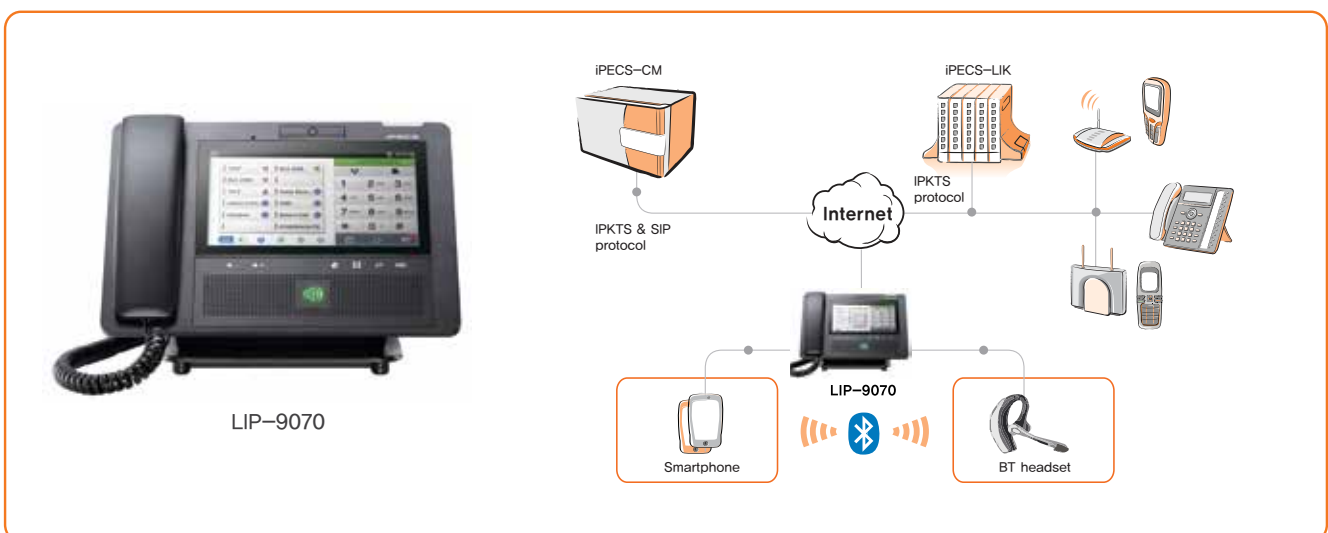 LIP–9070
iPECS–CM
IPKTS & SIP
protocol
iPECS–LIK
IPKTS
protocol
Internet
LIP–9070
Smartphone
BT headset